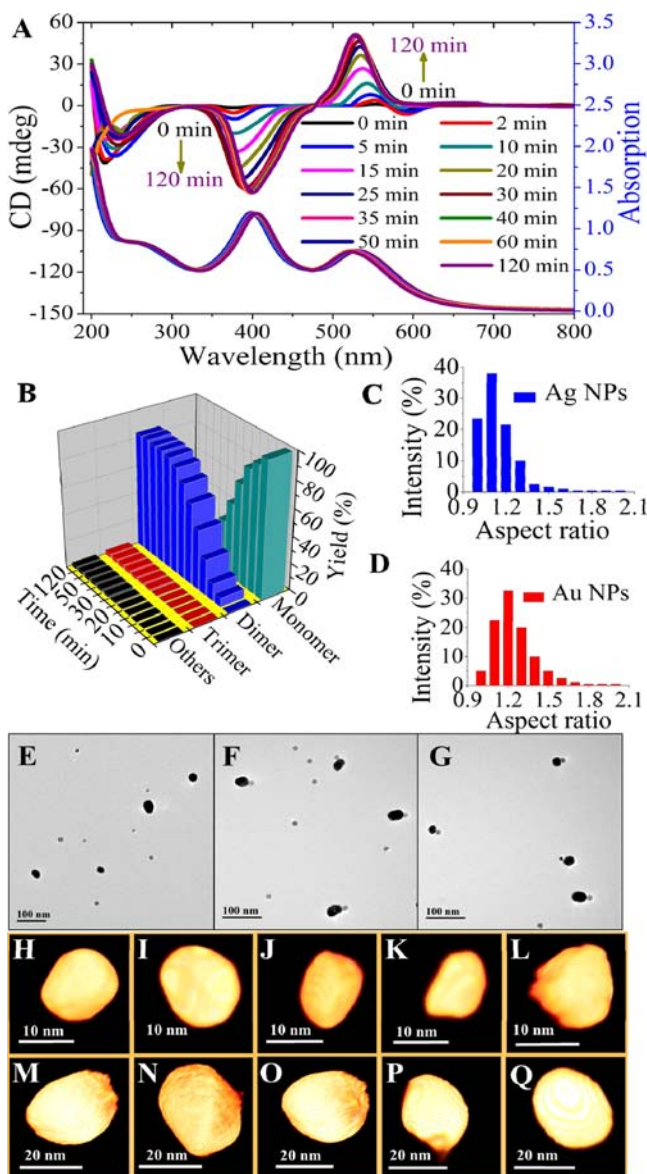 A
60
30
0
-30
-60
-90
-120
-150
CD (mdeg)
3.5
3.0
2.5
2.0
1.5
1.0
0.5
0.0
Absorption
120 min
0 min
0 min
120 min
0 min 2 min
5 min 10 min
15 min 20 min
25 min 30 min
35 min 40 min
50 min 60 min
120 min
200 300 400 500 600 700 800
Wavelength (nm)
B
100
80
60
40
20
0
Yield (%)
120
50
30
20
10
0
Time (min)
Others
Trimer
Dimer
Monomer
C
40
30
20
10
0
Intensity (%)
Ag NPs
0.9 1.2 1.5 1.8 2.1
Aspect ratio
D
40
30
20
10
0
Intensity (%)
Au NPs
0.9 1.2 1.5 1.8 2.1
Aspect ratio
E F G
100 nm 100 nm 100 nm
H I J K L
10 nm 10 nm 10 nm 10 nm 10 nm
M N O P Q
20 nm 20 nm 20 nm 20 nm 20 nm